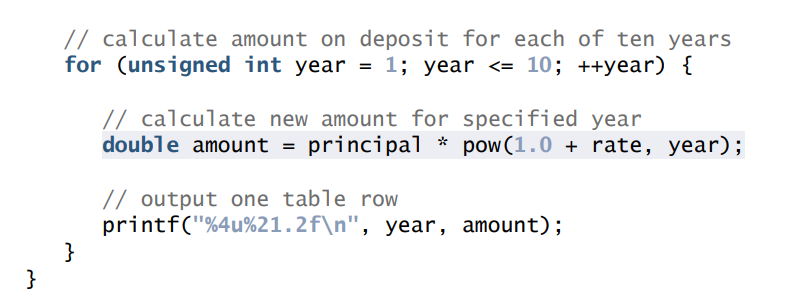 // calculate amount on deposit for each of ten years
for (unsigned int year = 1; year <= 10; ++year) {
// calculate new amount for specified year
double amount = principal * pow(1.0 + rate, year);
// output one table row
printf("%4u%21.2f\n", year, amount);
}
}